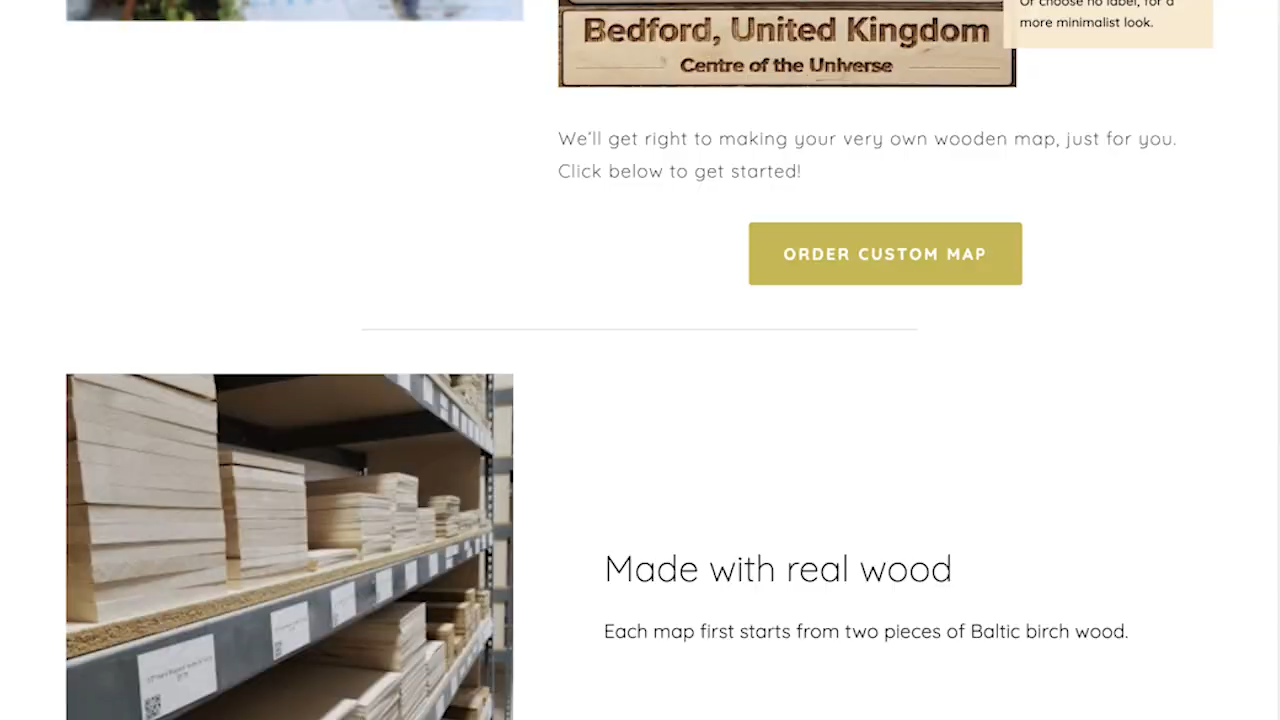 Or choose no label, for a
more minimalist look.
Bedford, United Kingdom
Centre of the Universe
We'll get right to making your very own wooden map, just for you.
Click below to get started!
ORDER CUSTOM MAP
Made with real wood
Each map first starts from two pieces of Baltic birch wood.